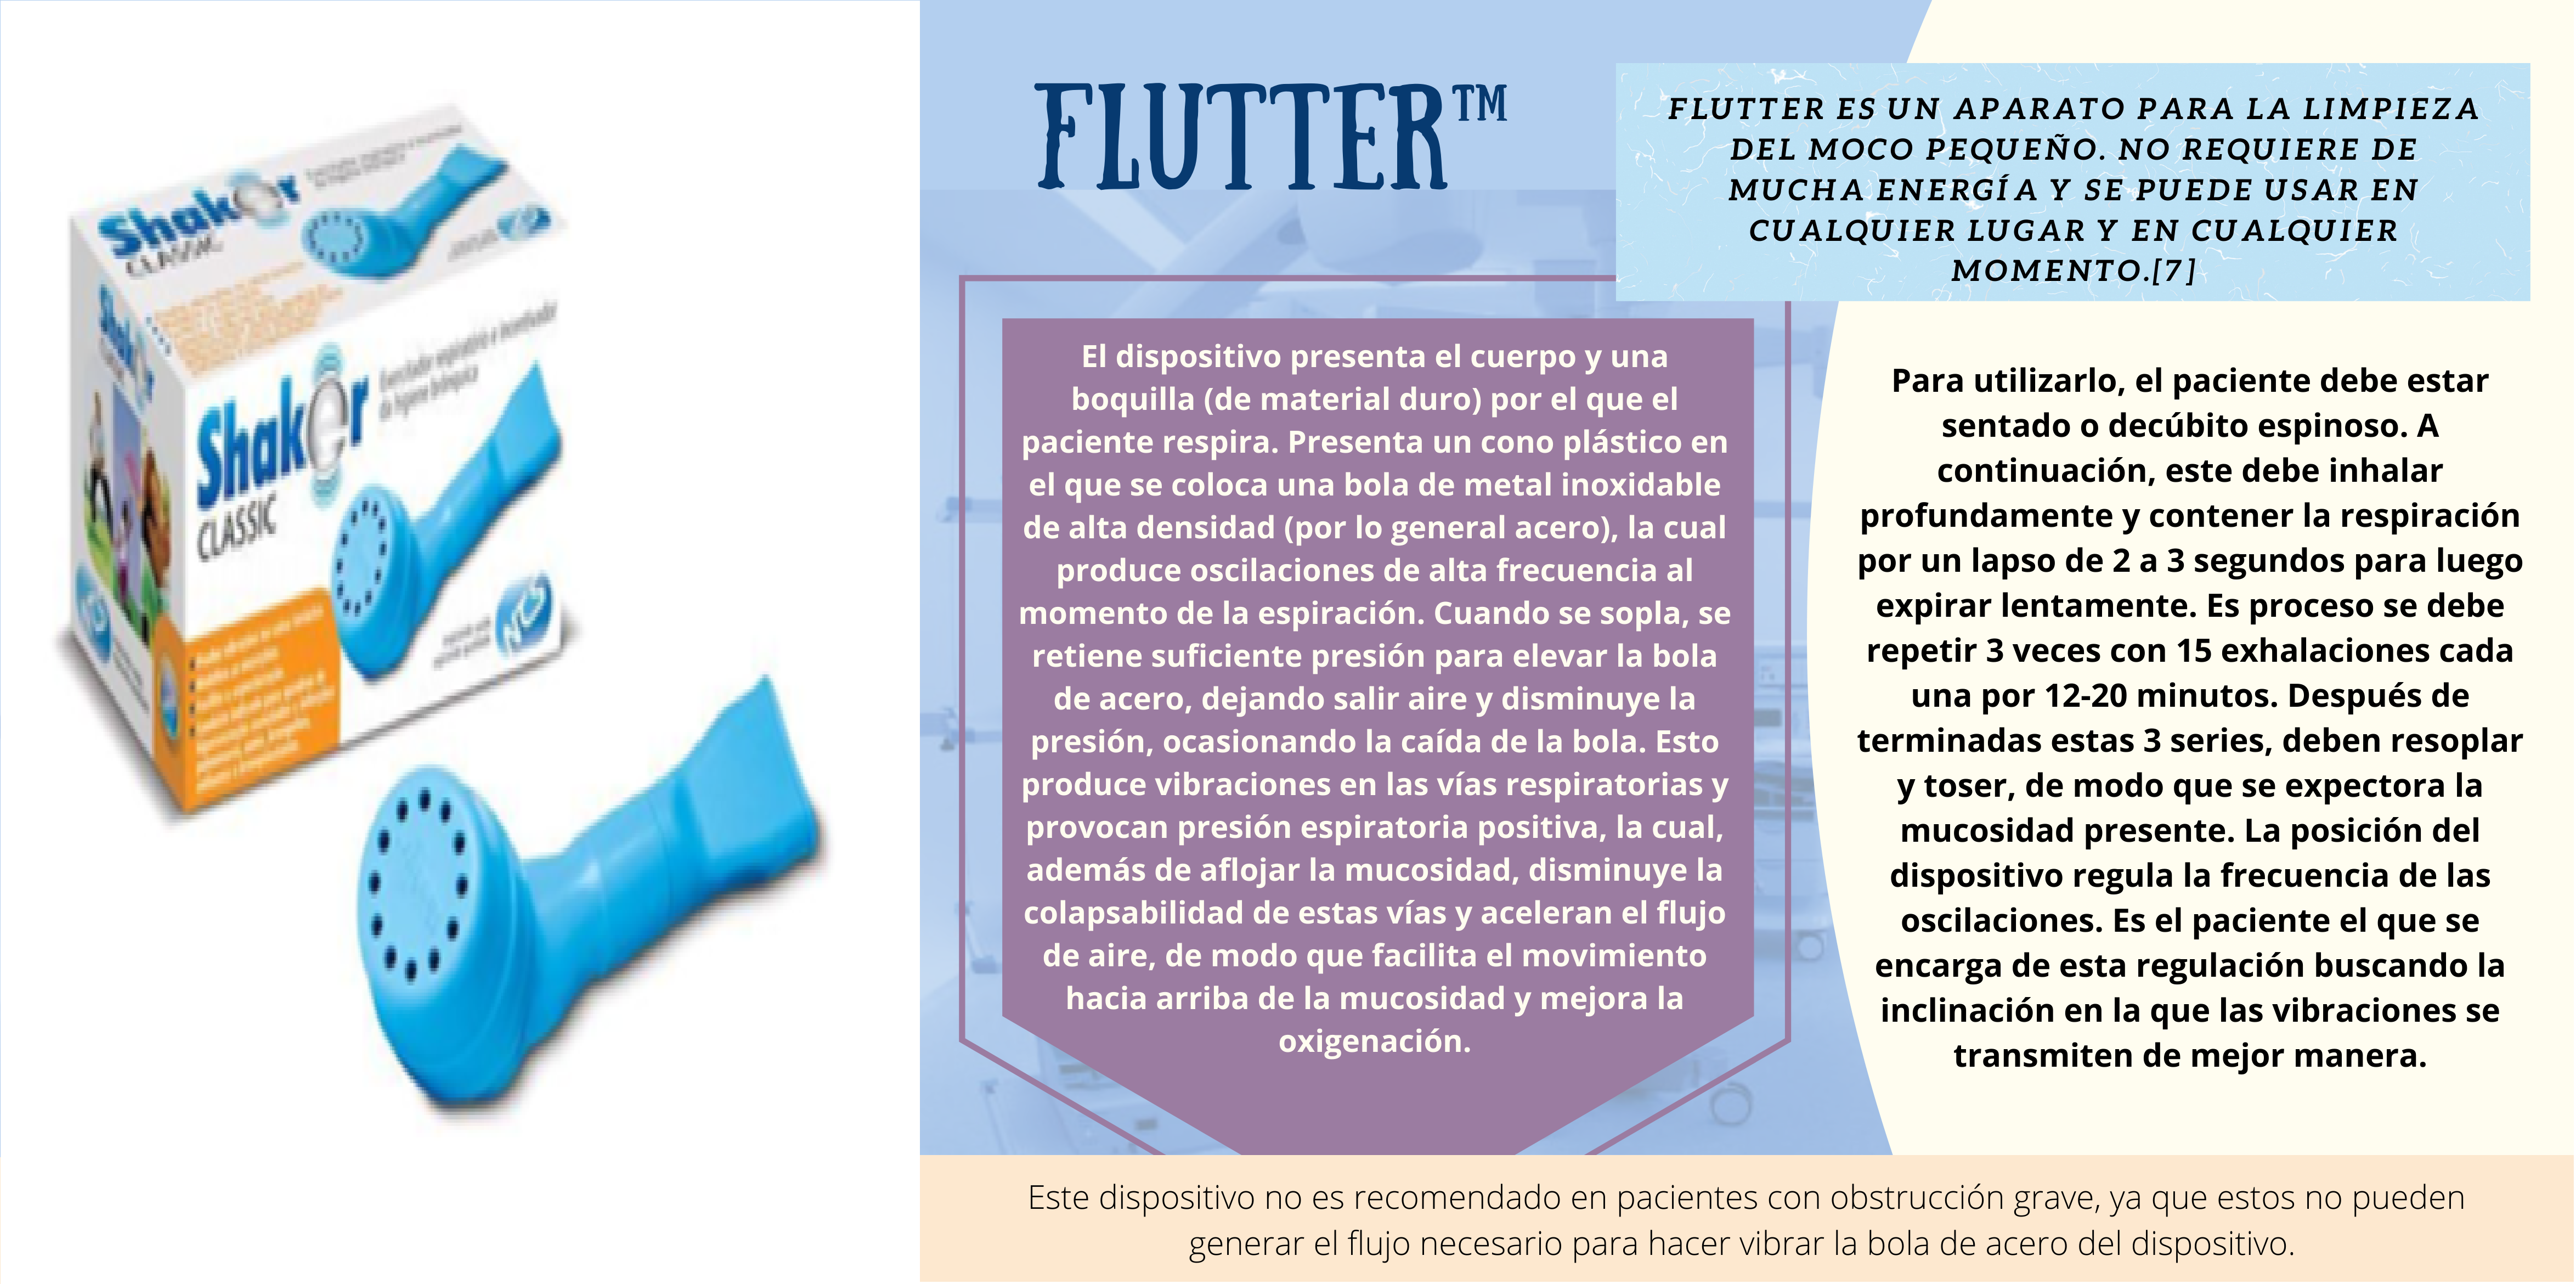 Shaker
CLASSIC
Shaker
CLASSIC
FLUTTER™
FLUTTER ES UN APARATO PARA LA LIMPIEZA
DEL MOCO PEQUEÑO. NO REQUIERE DE
MUCHA ENERGÍA Y SE PUEDE USAR EN
CUALQUIER LUGAR Y EN CUALQUIER
MOMENTO.[7]
El dispositivo presenta el cuerpo y una
boquilla (de material duro) por el que el
paciente respira. Presenta un cono plástico en
el que se coloca una bola de metal inoxidable
de alta densidad (por lo general acero), la cual
produce oscilaciones de alta frecuencia al
momento de la espiración. Cuando se sopla, se
retiene suficiente presión para elevar la bola
de acero, dejando salir aire y disminuye la
presión, ocasionando la caída de la bola. Esto
produce vibraciones en las vías respiratorias y
provocan presión espiratoria positiva, la cual,
además de aflojar la mucosidad, disminuye la
colapsabilidad de estas vías y aceleran el flujo
de aire, de modo que facilita el movimiento
hacia arriba de la mucosidad y mejora la
oxigenación.
Para utilizarlo, el paciente debe estar
sentado o decúbito espinoso. A
continuación, este debe inhalar
profundamente y contener la respiración
por un lapso de 2 a 3 segundos para luego
expirar lentamente. Es proceso se debe
repetir 3 veces con 15 exhalaciones cada
una por 12-20 minutos. Después de
terminadas estas 3 series, deben resoplar
y toser, de modo que se expectora la
mucosidad presente. La posición del
dispositivo regula la frecuencia de las
oscilaciones. Es el paciente el que se
encarga de esta regulación buscando la
inclinación en la que las vibraciones se
transmiten de mejor manera.
Este dispositivo no es recomendado en pacientes con obstrucción grave, ya que estos no pueden
generar el flujo necesario para hacer vibrar la bola de acero del dispositivo.